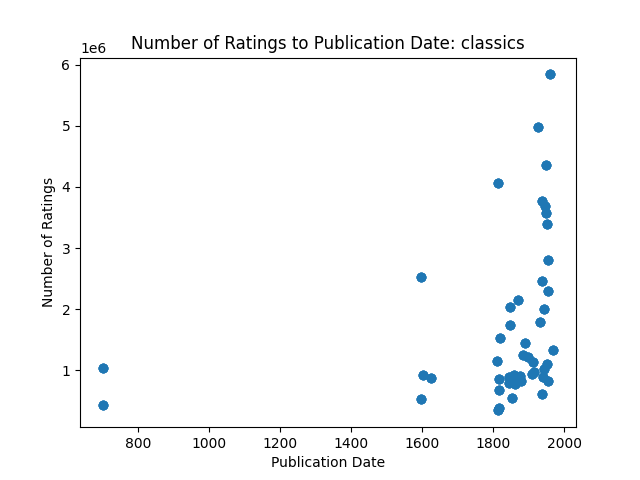 Number of Ratings to Publication Date: classics
1e6
6
5
4
3
2
1
Number of Ratings
800 1000 1200 1400 1600 1800 2000
Publication Date